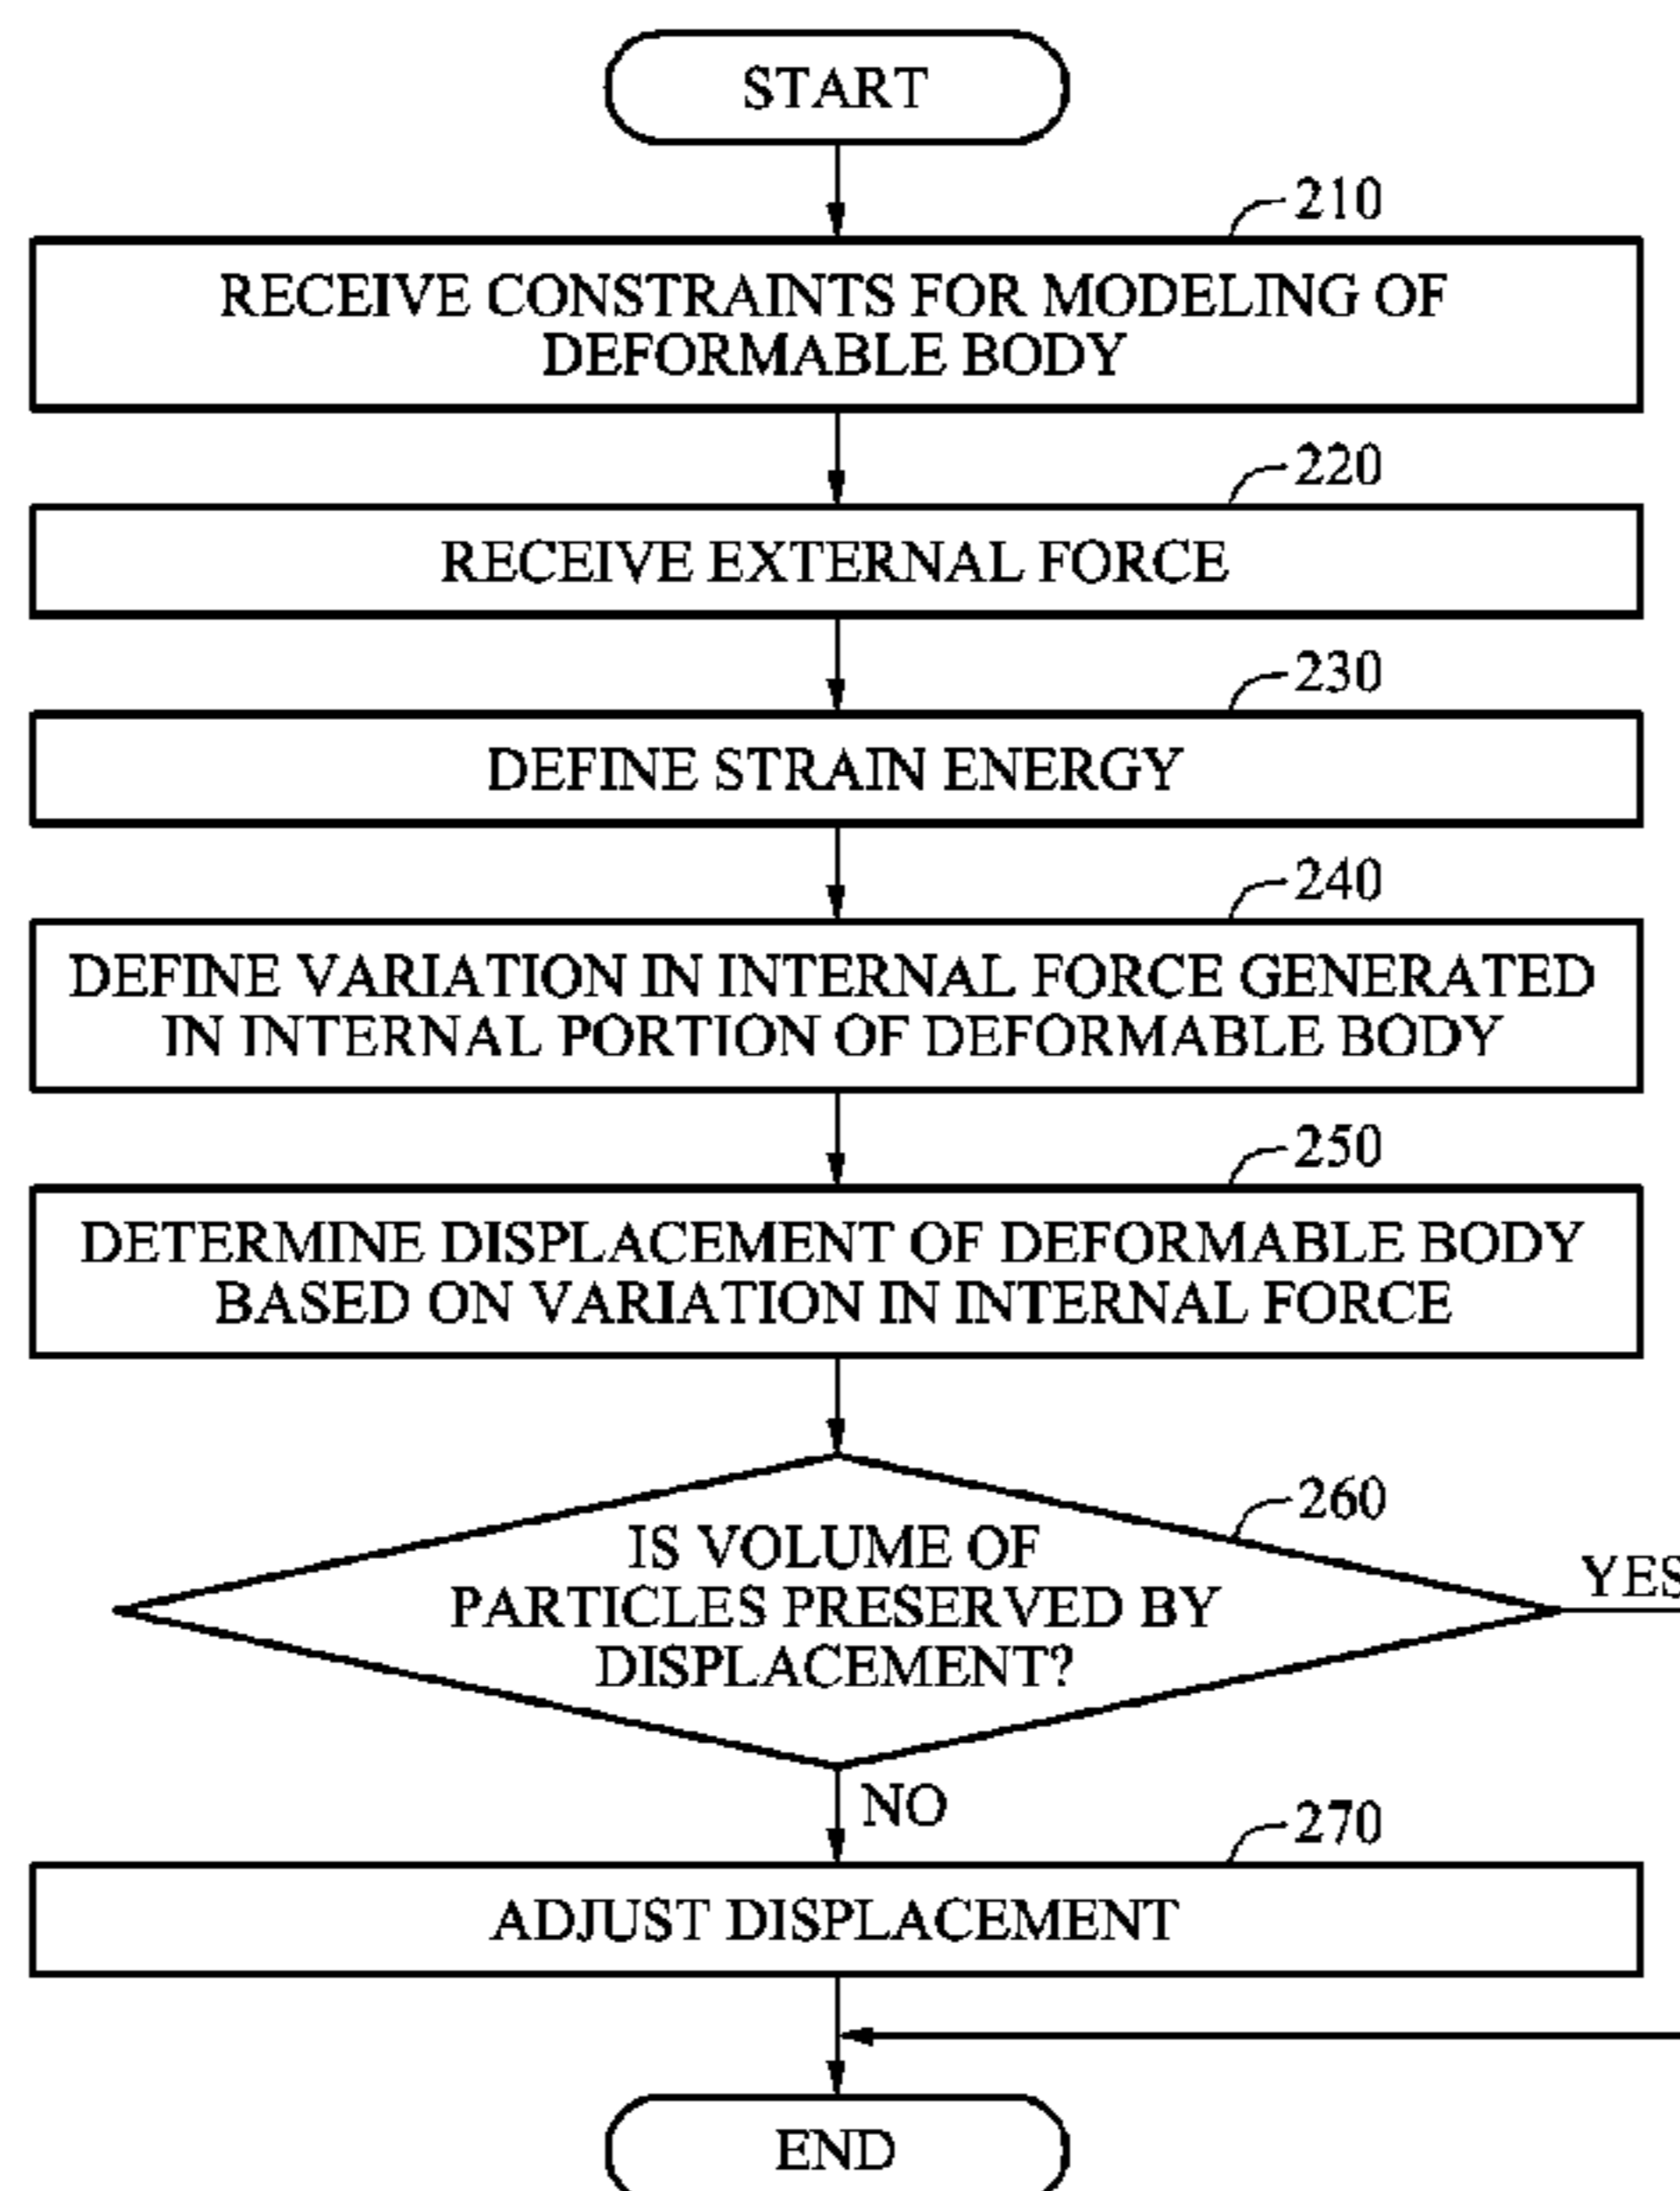 START
210
RECEIVE CONSTRAINTS FOR MODELING OF
DEFORMABLE BODY
220
RECEIVE EXTERNAL FORCE
230
DEFINE STRAIN ENERGY
240
DEFINE VARIATION IN INTERNAL FORCE GENERATED
IN INTERNAL PORTION OF DEFORMABLE BODY
250
DETERMINE DISPLACEMENT OF DEFORMABLE BODY
BASED ON VARIATION IN INTERNAL FORCE
260
IS VOLUME OF
PARTICLES PRESERVED BY
DISPLACEMENT?
YES
NO
270
ADJUST DISPLACEMENT
END